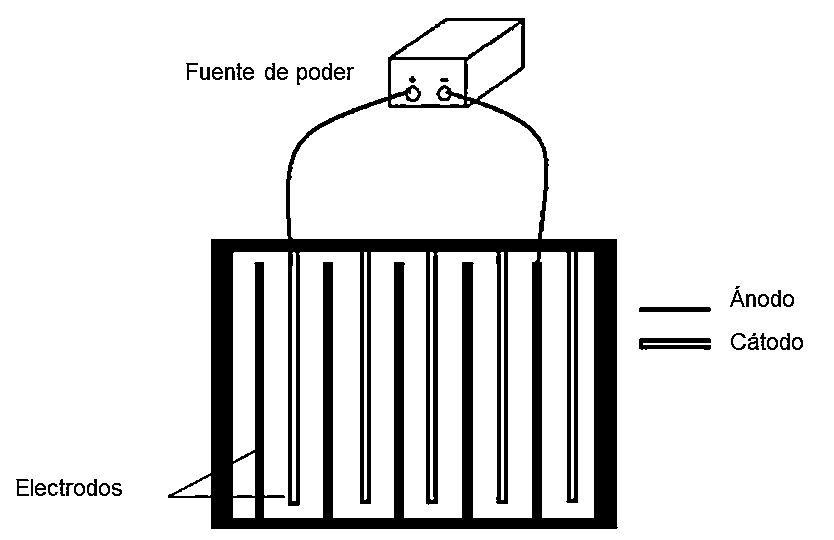 Fuente de poder
+ -
Ánodo
Cátodo
Electrodos